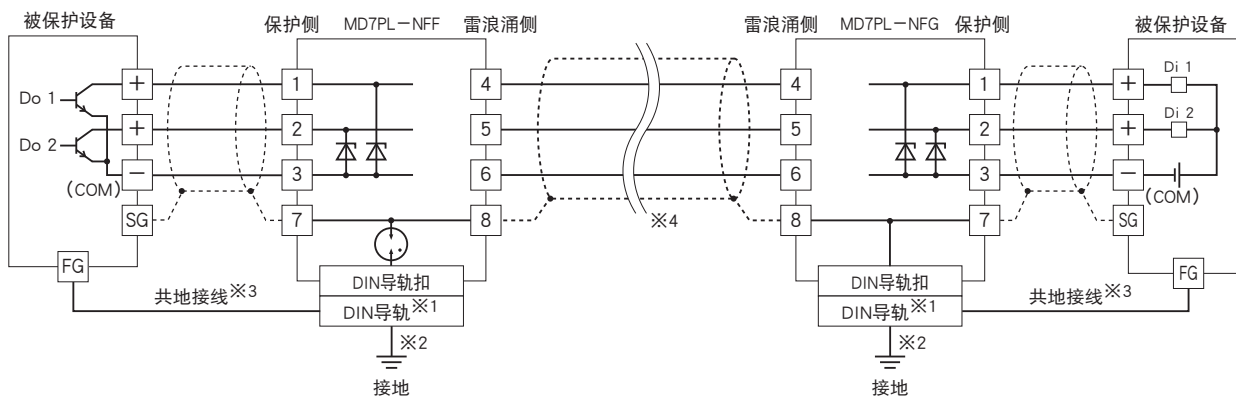 被保护设备 保护侧 MD7PL-NFF 雷浪涌侧 雷浪涌侧 MD7PL-NFG 保护侧 被保护设备
Do 1 + 1 4 4 1 + Di 1
Do 2 + 2 5 5 2 + Di 2
(COM) − 3 6 6 3 − (COM)
SG 7 8 ※4 8 7 SG
FG DIN导轨扣 DIN导轨扣 FG
共地接线※3 DIN导轨※1 DIN导轨※1 共地接线※3
※2 ※2
接地 接地